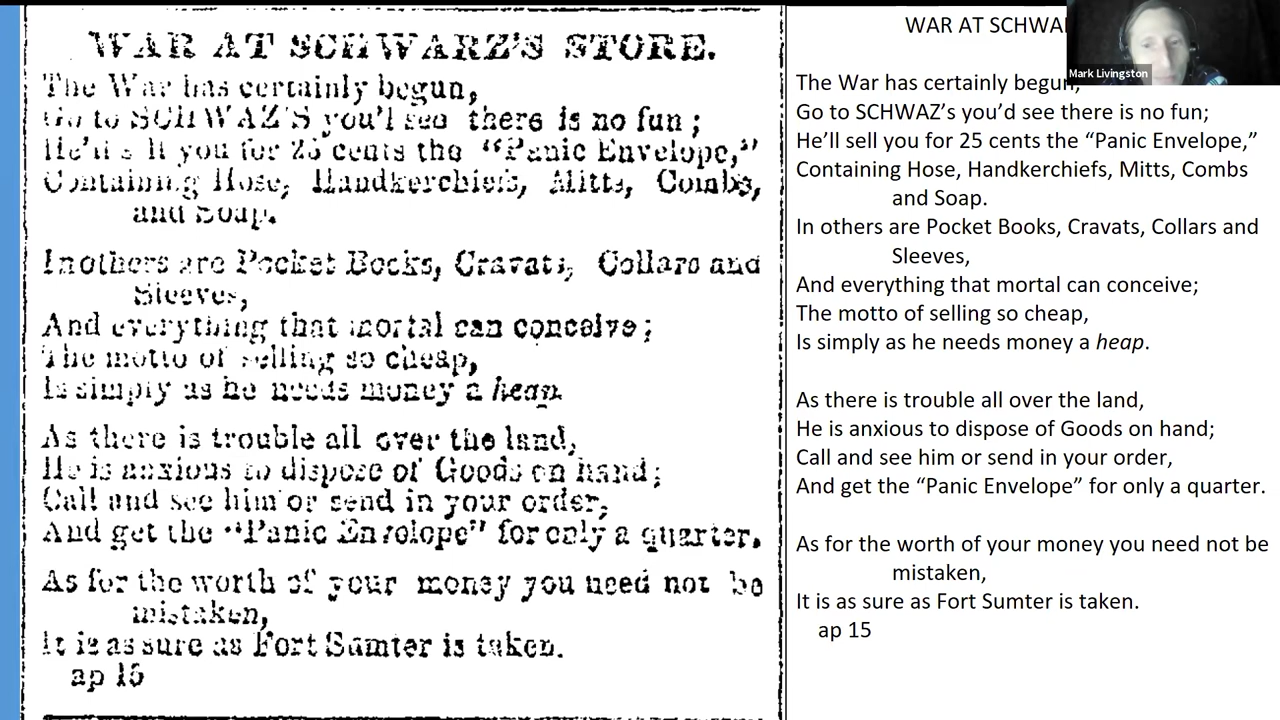 WAR AT SCHWARZ'S STORE.
The War has certainly begun,
Go to SCHWAZ'S you'l see there is no fun;
He'll sell you for 25 cents the "Panic Envelope,"
Containing Hose, Handkerchiefs, Mitts, Combs,
and Soap.
In others are Pocket Books, Cravats, Collars and
Sleeves,
And everything that mortal can conceive;
The motto of selling so cheap,
Is simply as he needs money a heap
As there is trouble all over the land,
He is anxious to dispose of Goods on hand;
Call and see him or send in your order,
And get the "Panic Envolope" for only a quarter.
As for the worth of your money you need not be
mistaken,
It is as sure as Fort Sumter is taken.
ap 15
WAR AT SCHWA
Mark Livingston
The War has certainly begun,
Go to SCHWAZ's you'd see there is no fun;
He'll sell you for 25 cents the "Panic Envelope,"
Containing Hose, Handkerchiefs, Mitts, Combs
and Soap.
In others are Pocket Books, Cravats, Collars and
Sleeves,
And everything that mortal can conceive;
The motto of selling so cheap,
Is simply as he needs money a heap.
As there is trouble all over the land,
He is anxious to dispose of Goods on hand;
Call and see him or send in your order,
And get the "Panic Envelope" for only a quarter.
As for the worth of your money you need not be
mistaken,
It is as sure as Fort Sumter is taken.
ap 15